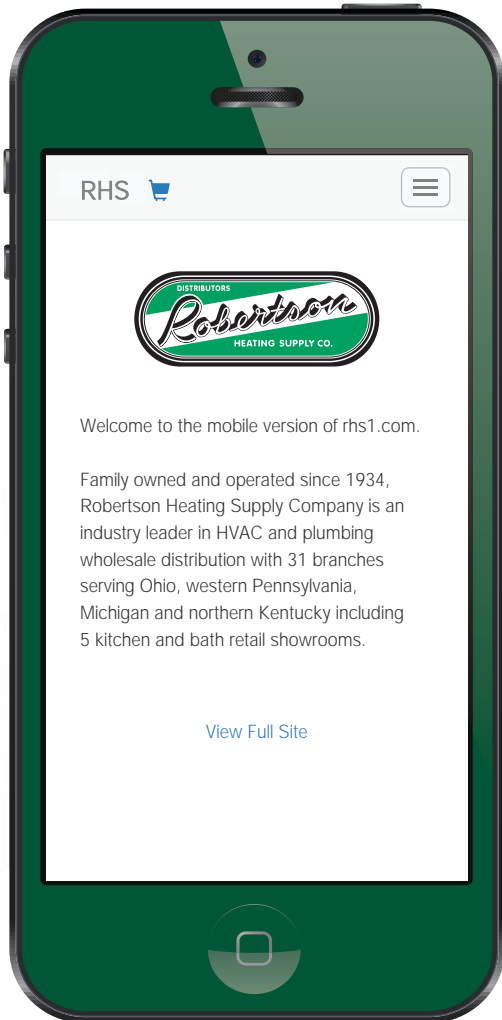 RHS
DISTRIBUTORS
Robertson
HEATING SUPPLY CO.
Welcome to the mobile version of rhs1.com.
Family owned and operated since 1934,
Robertson Heating Supply Company is an
industry leader in HVAC and plumbing
wholesale distribution with 31 branches
serving Ohio, western Pennsylvania,
Michigan and northern Kentucky including
5 kitchen and bath retail showrooms.
View Full Site